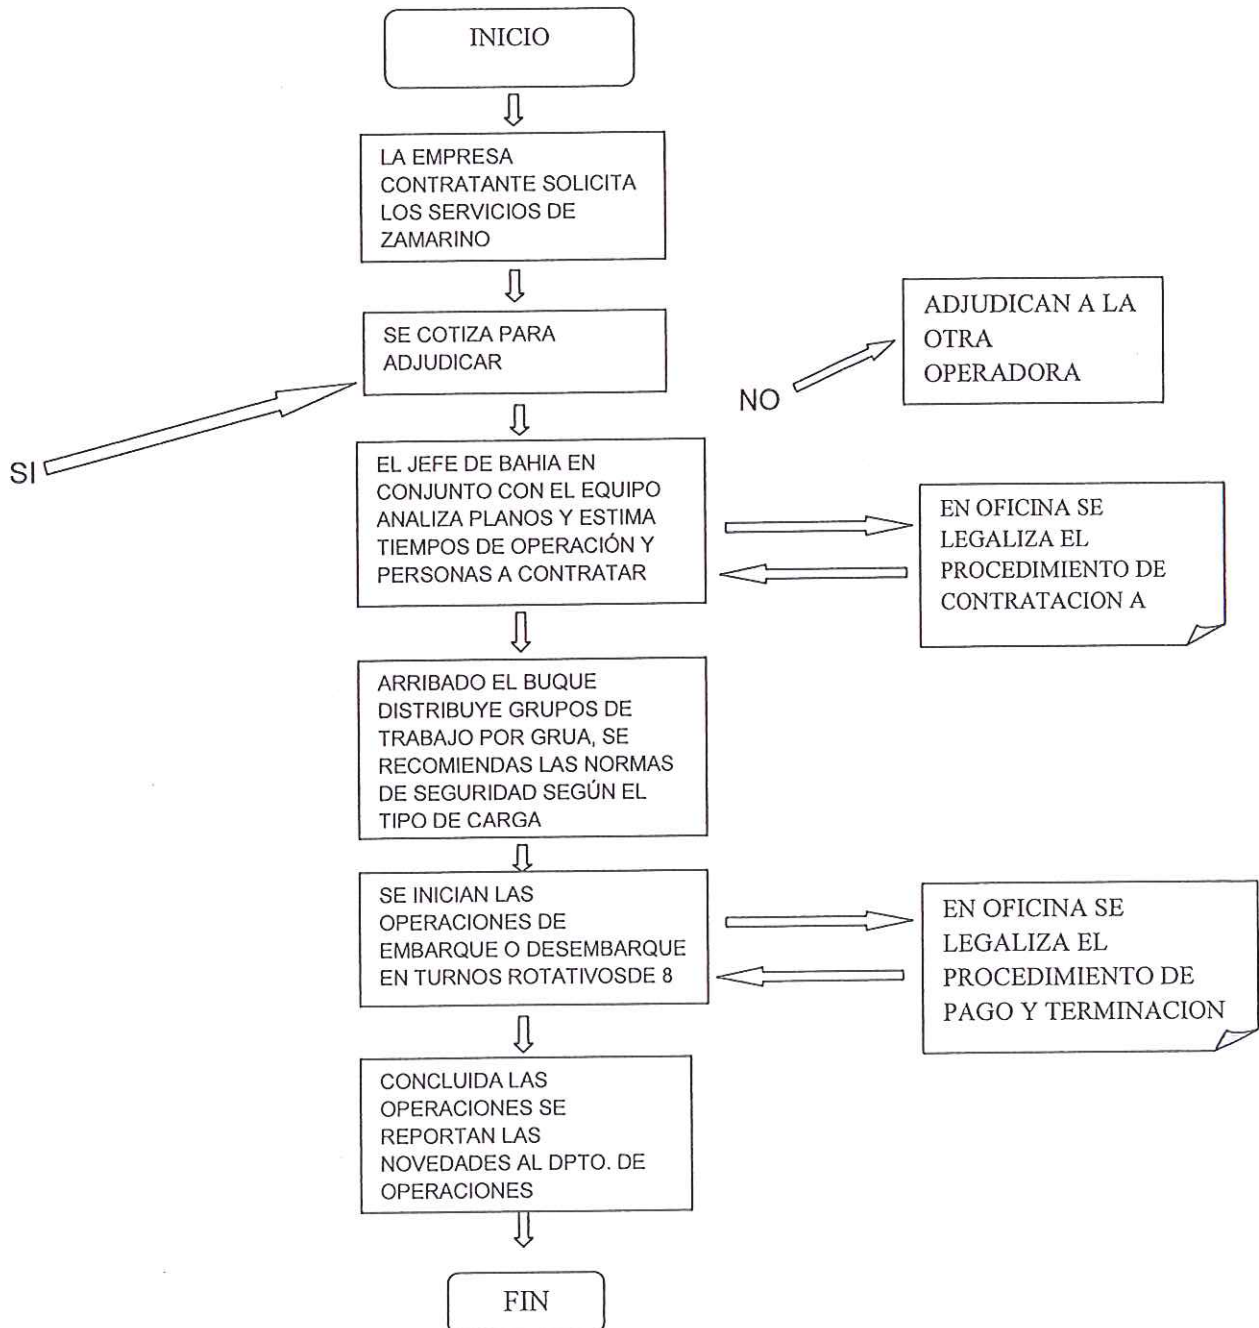 INICIO
LA EMPRESA
CONTRATANTE SOLICITA
LOS SERVICIOS DE
ZAMARINO
SE COTIZA PARA
ADJUDICAR
ADJUDICAN A LA
OTRA
OPERADORA
NO
SI
EL JEFE DE BAHIA EN
CONJUNTO CON EL EQUIPO
ANALIZA PLANOS Y ESTIMA
TIEMPOS DE OPERACIÓN Y
PERSONAS A CONTRATAR
EN OFICINA SE
LEGALIZA EL
PROCEDIMIENTO DE
CONTRATACION A
ARRIBADO EL BUQUE
DISTRIBUYE GRUPOS DE
TRABAJO POR GRUA, SE
RECOMIENDAS LAS NORMAS
DE SEGURIDAD SEGÚN EL
TIPO DE CARGA
SE INICIAN LAS
OPERACIONES DE
EMBARQUE O DESEMBARQUE
EN TURNOS ROTATIVOSDE 8
EN OFICINA SE
LEGALIZA EL
PROCEDIMIENTO DE
PAGO Y TERMINACION
CONCLUIDA LAS
OPERACIONES SE
REPORTAN LAS
NOVEDADES AL DPTO. DE
OPERACIONES
FIN